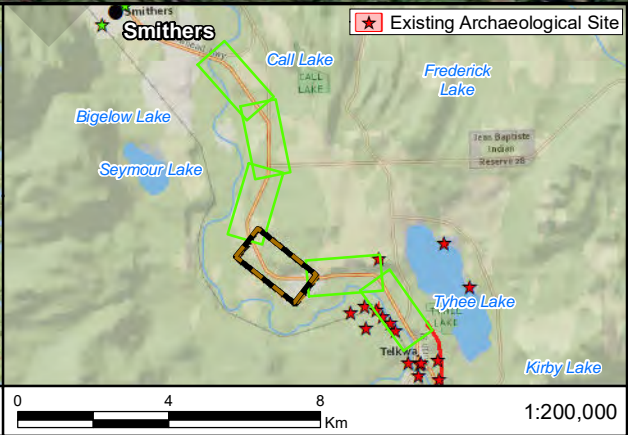 Smithers
Smithers
Existing Archaeological Site
Call Lake
CALL
LAKE
Frederick
Lake
Bigelow Lake
Jean Baptiste
Indian
Reserve 28
Seymour Lake
Tyhee Lake
LAKE
Telkwa
Kirby Lake
0 4 8
Km
1:200,000